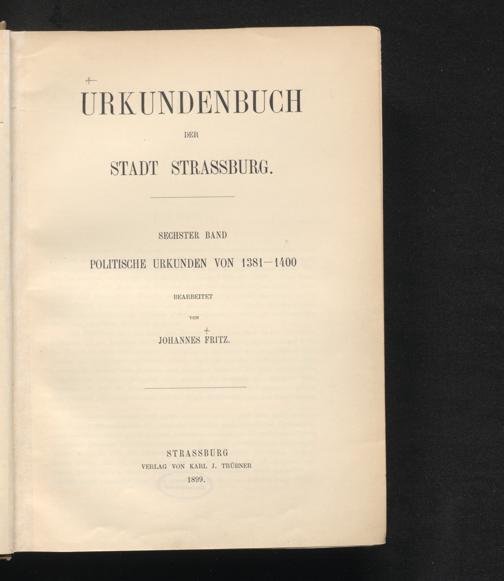 URKUNDENBUCH
DER
STADT STRASSBURG.
SECHSTER BAND
POLITISCHE URKUNDEN VON 1381—1400
BEARBEITET
VON
JOHANNES FRITZ.
STRASSBURG
VERLAG VON KARL J. TRÜBNER
1899.